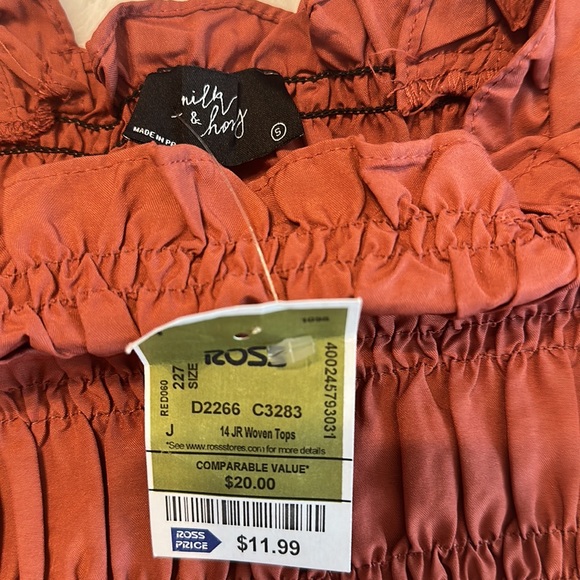 milk
& hny
S
MADE IN
ROSS
RED060
227
SIZE
400245793031
D2266 C3283
J 14 JR Woven Tops
*See www.rossstores.com for more details
COMPARABLE VALUE*
$20.00
ROSS
PRICE
$11.99